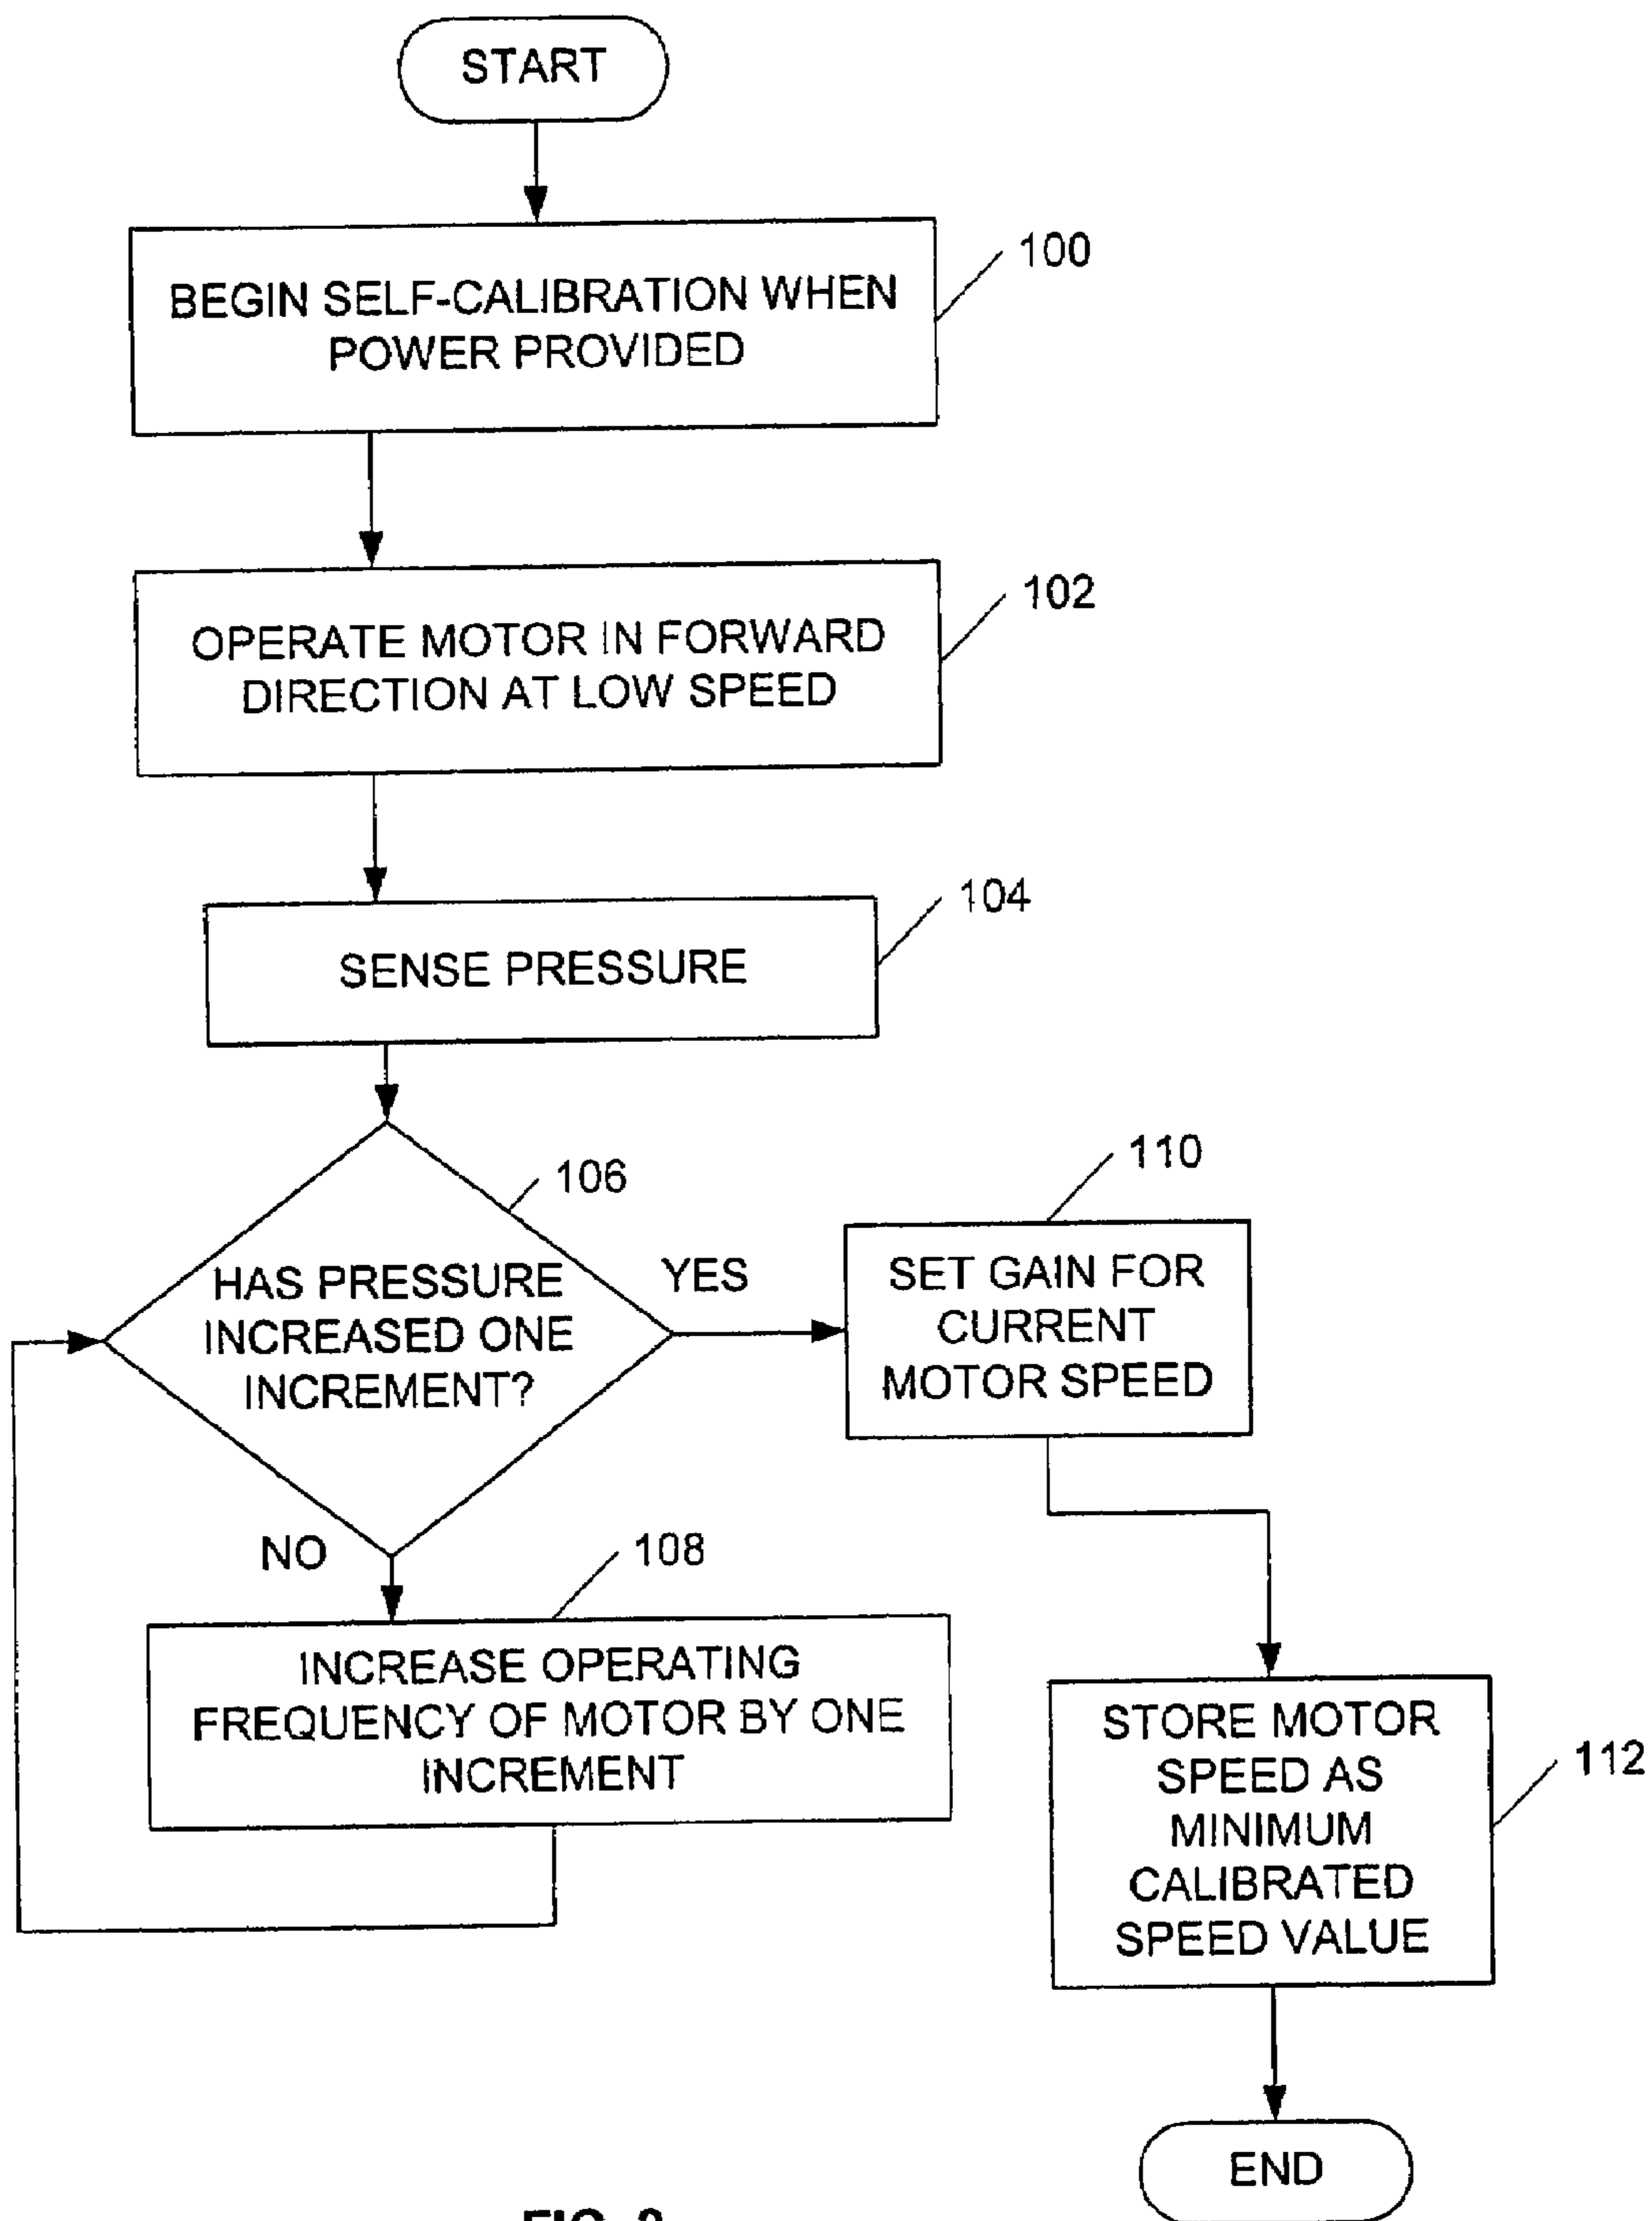 START
BEGIN SELF-CALIBRATION WHEN
POWER PROVIDED
100
OPERATE MOTOR IN FORWARD
DIRECTION AT LOW SPEED
102
SENSE PRESSURE
104
HAS PRESSURE
INCREASED ONE
INCREMENT?
106
YES
SET GAIN FOR
CURRENT
MOTOR SPEED
110
NO
INCREASE OPERATING
FREQUENCY OF MOTOR BY ONE
INCREMENT
108
STORE MOTOR
SPEED AS
MINIMUM
CALIBRATED
SPEED VALUE
112
END
FIG.